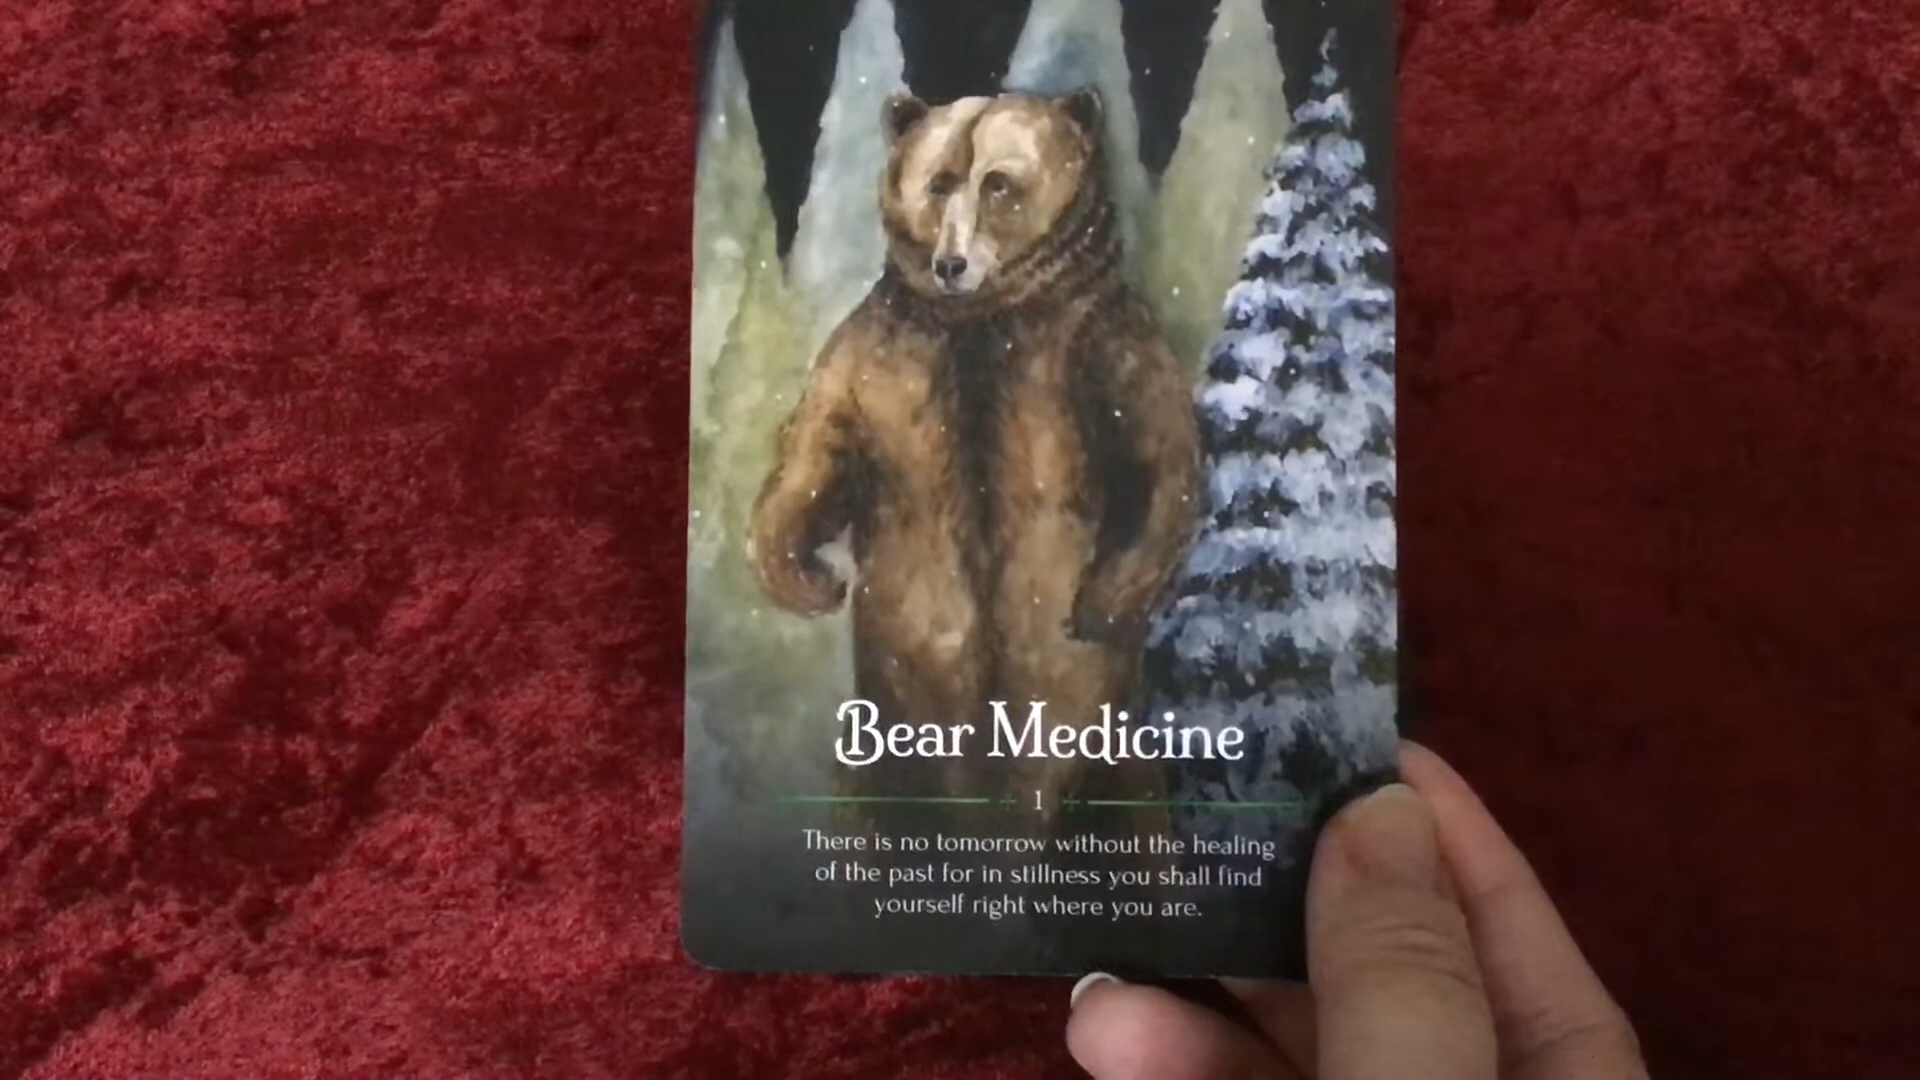 Bear Medicine
1
There is no tomorrow without the healing
of the past for in stillness you shall find
yourself right where you are.